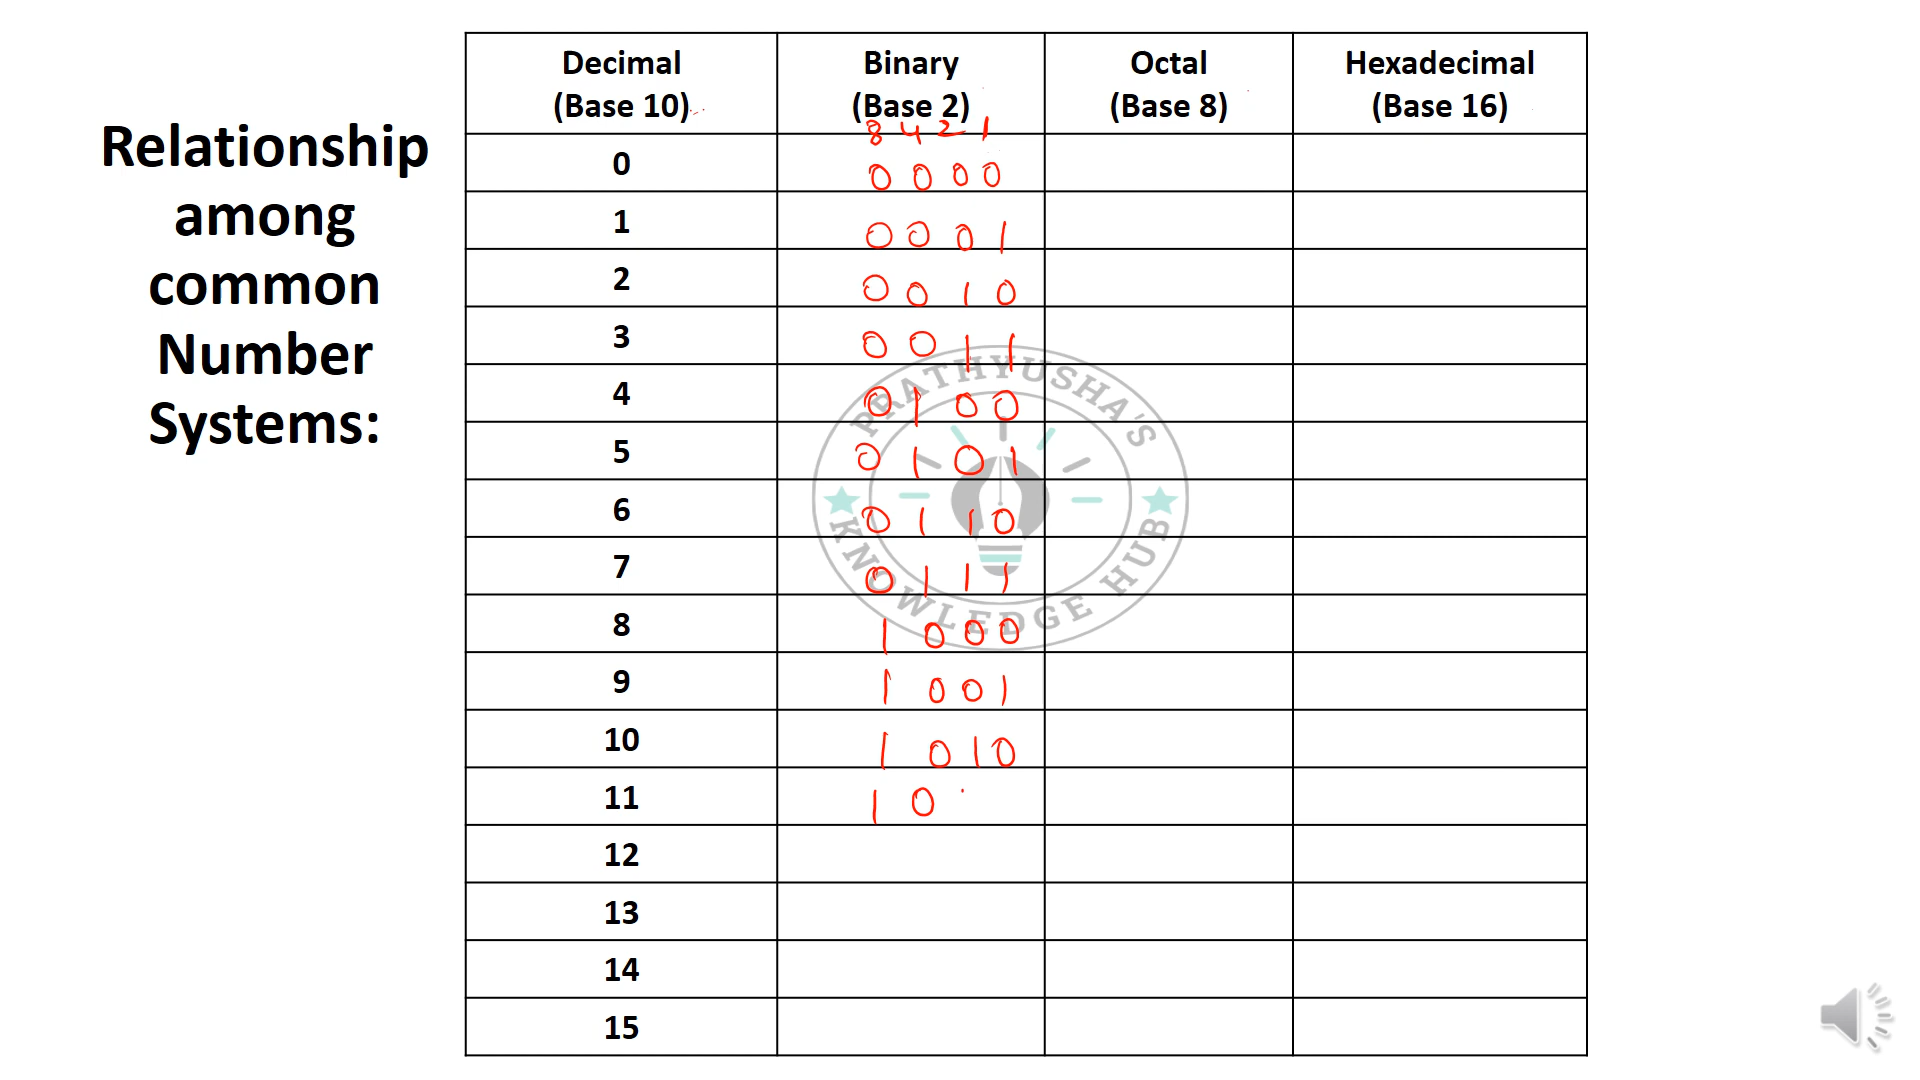 Relationship
among
common
Number
Systems:
Decimal (Base 10) Binary (Base 2) Octal (Base 8) Hexadecimal (Base 16)
8 4 2 1
0 0 0 0 0
1 0 0 0 1
2 0 0 1 0
3 0 0 1 1
4 0 1 0 0
5 0 1 0 1
6 0 1 1 0
7 0 1 1 1
8 1 0 0 0
9 1 0 0 1
10 1 0 1 0
11 1 0
12
13
14
15
PRATHYUSHA'S
KNOWLEDGE HUB